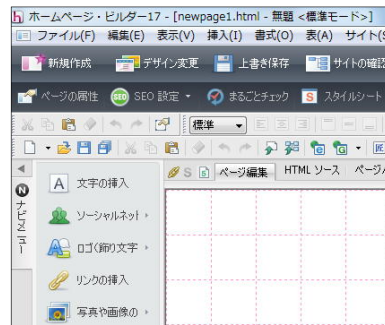 ホームページ・ビルダー17 - [newpage1.html - 無題 <標準モード>]
ファイル(F) 編集(E) 表示(V) 挿入(I) 書式(O) 表(A) サイト(S
新規作成 デザイン変更 上書き保存 サイトの確認
ページの属性 SEO SEO 設定 まるごとチェック S スタイルシート
標準
S ページ編集 HTML ソース ページ/
ナビメニュー
A 文字の挿入
ソーシャルネット
ロゴ(飾り文字
リンクの挿入
写真や画像の